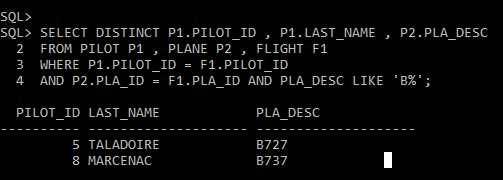 SQL>
SQL> SELECT DISTINCT P1.PILOT_ID , P1.LAST_NAME , P2.PLA_DESC
  2  FROM PILOT P1 , PLANE P2 , FLIGHT F1
  3  WHERE P1.PILOT_ID = F1.PILOT_ID
  4  AND P2.PLA_ID = F1.PLA_ID AND PLA_DESC LIKE 'B%';
  PILOT_ID LAST_NAME            PLA_DESC
---------- -------------------- --------------------
         5 TALADOIRE            B727
         8 MARCENAC             B737